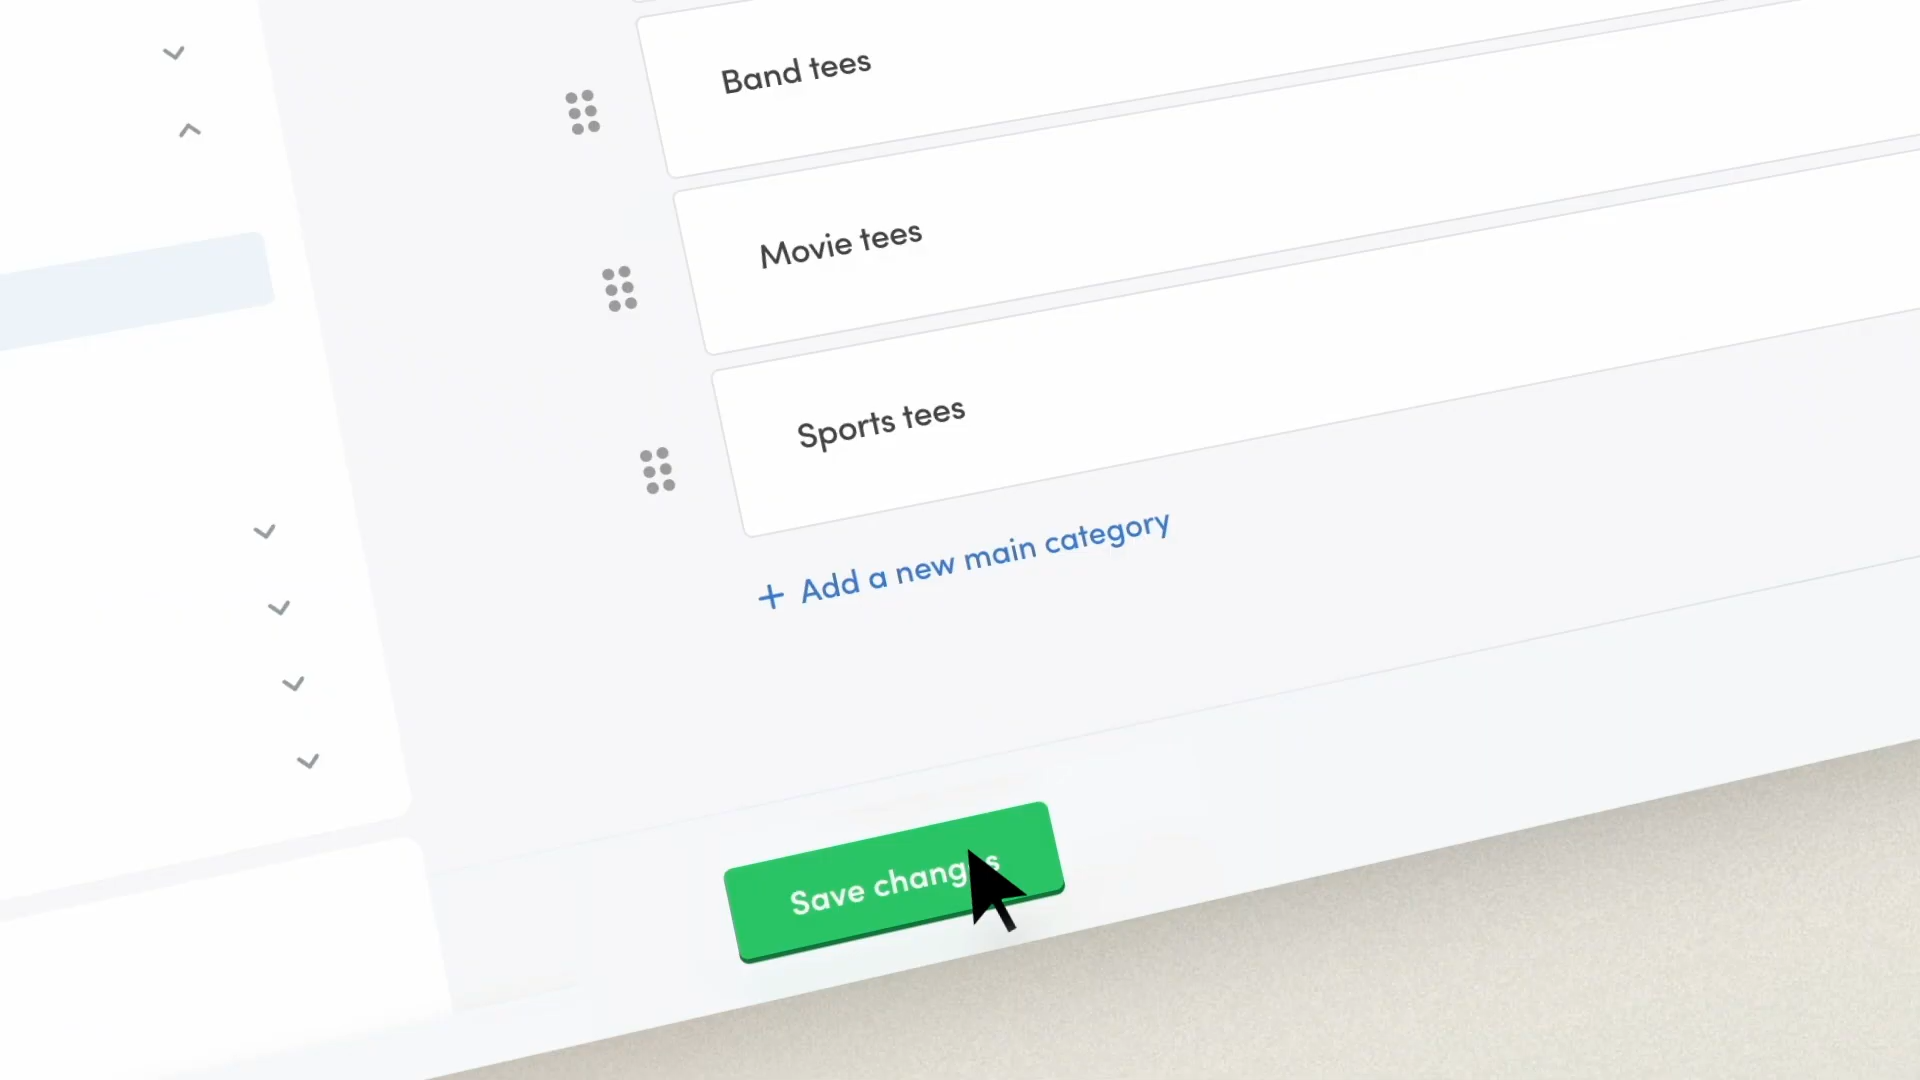 Band tees
Movie tees
Sports tees
+ Add a new main category
Save changes